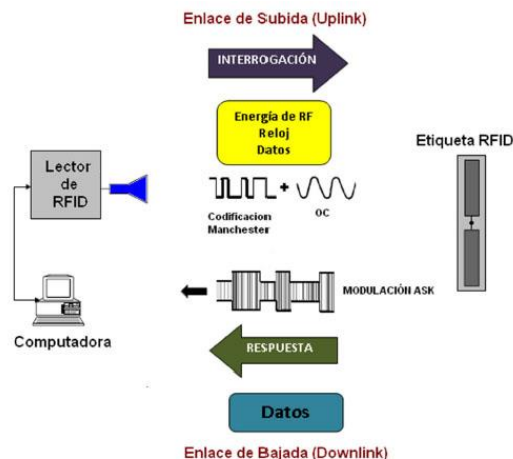 Enlace de Subida (Uplink)
INTERROGACIÓN
Energía de RF
Reloj
Datos
Etiqueta RFID
Lector
de
RFID
+
Codificacion
Manchester
OC
MODULACIÓN ASK
Computadora
RESPUESTA
Datos
Enlace de Bajada (Downlink)